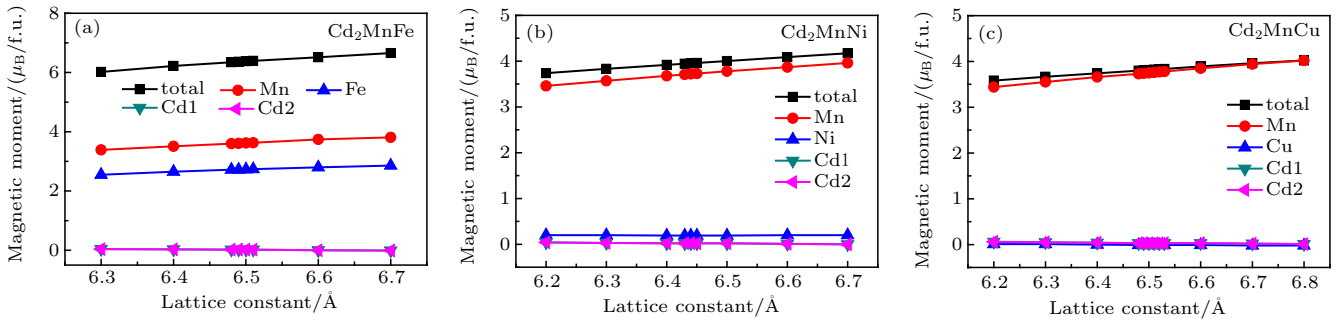 (a)
Cd₂MnFe
Magnetic moment/(μB/f.u.)
8
6
4
2
0
total
Mn
Fe
Cd1
Cd2
6.3
6.4
6.5
6.6
6.7
Lattice constant/Å
(b)
Cd₂MnNi
Magnetic moment/(μB/f.u.)
5
4
3
2
1
0
total
Mn
Ni
Cd1
Cd2
6.2
6.3
6.4
6.5
6.6
6.7
Lattice constant/Å
(c)
Cd₂MnCu
Magnetic moment/(μB/f.u.)
5
4
3
2
1
0
total
Mn
Cu
Cd1
Cd2
6.2
6.3
6.4
6.5
6.6
6.7
6.8
Lattice constant/Å